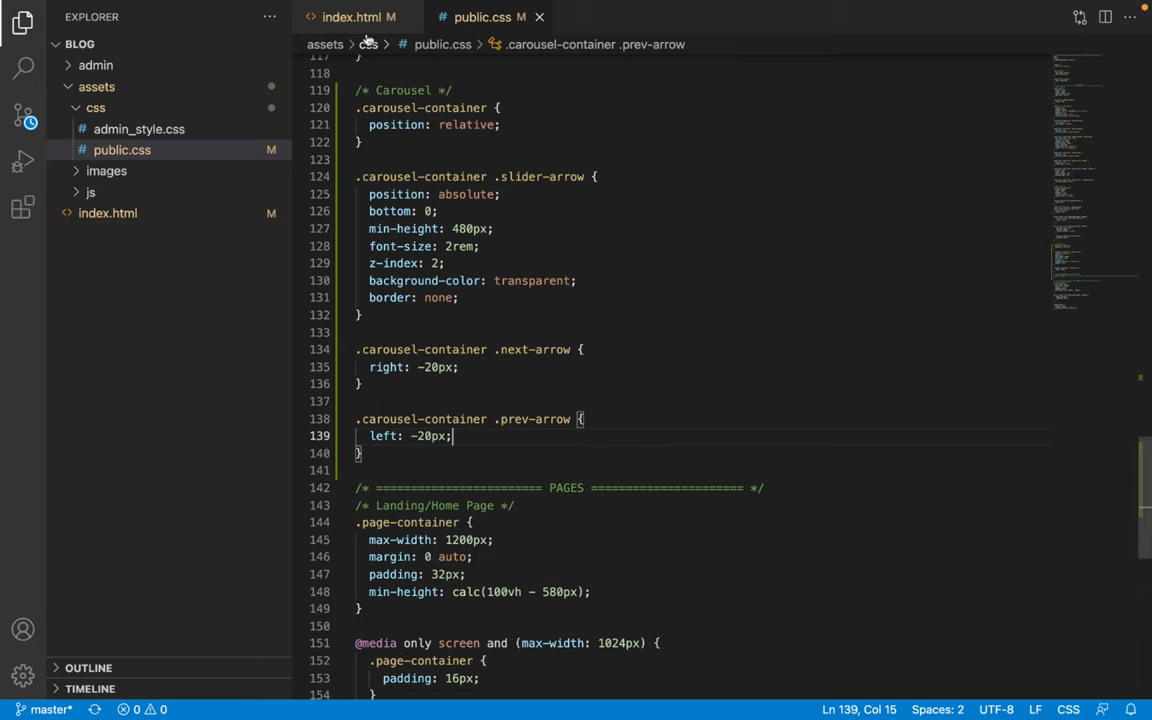 EXPLORER
index.html M
public.css M
BLOG
assets > css > public.css > .carousel-container .prev-arrow
admin
assets
css
admin_style.css
public.css M
images
js
index.html M
117 }
118
119 /* Carousel */
120 .carousel-container {
121 position: relative;
122 }
123
124 .carousel-container .slider-arrow {
125 position: absolute;
126 bottom: 0;
127 min-height: 480px;
128 font-size: 2rem;
129 z-index: 2;
130 background-color: transparent;
131 border: none;
132 }
133
134 .carousel-container .next-arrow {
135 right: -20px;
136 }
137
138 .carousel-container .prev-arrow {
139 left: -20px;
140 }
141
142 /* ======================== PAGES ====================== */
143 /* Landing/Home Page */
144 .page-container {
145 max-width: 1200px;
146 margin: 0 auto;
147 padding: 32px;
148 min-height: calc(100vh - 580px);
149 }
150
151 @media only screen and (max-width: 1024px) {
152 .page-container {
153 padding: 16px;
154 }
OUTLINE
TIMELINE
master* 0 0 Ln 139, Col 15 Spaces: 2 UTF-8 LF CSS